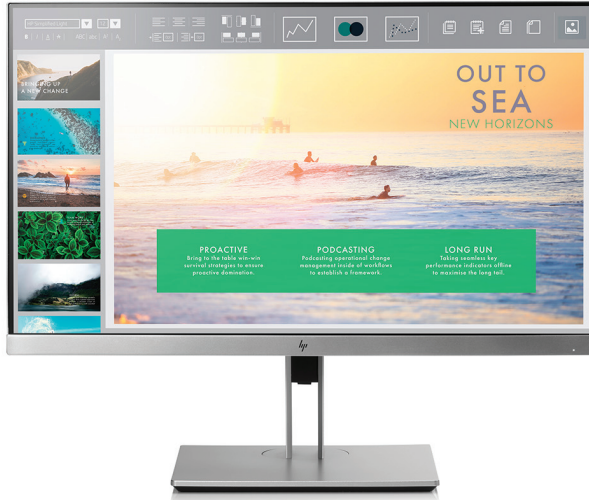 BRINGING UP
A NEW CHANGE
OUT TO
SEA
NEW HORIZONS
PROACTIVE
Bring to the table win-win
survival strategies to ensure
proactive domination.
PODCASTING
Podcasting operational change
management inside of workflows
to establish a framework.
LONG RUN
Taking seamless key
performance indicators offline
to maximise the long tail.
hp